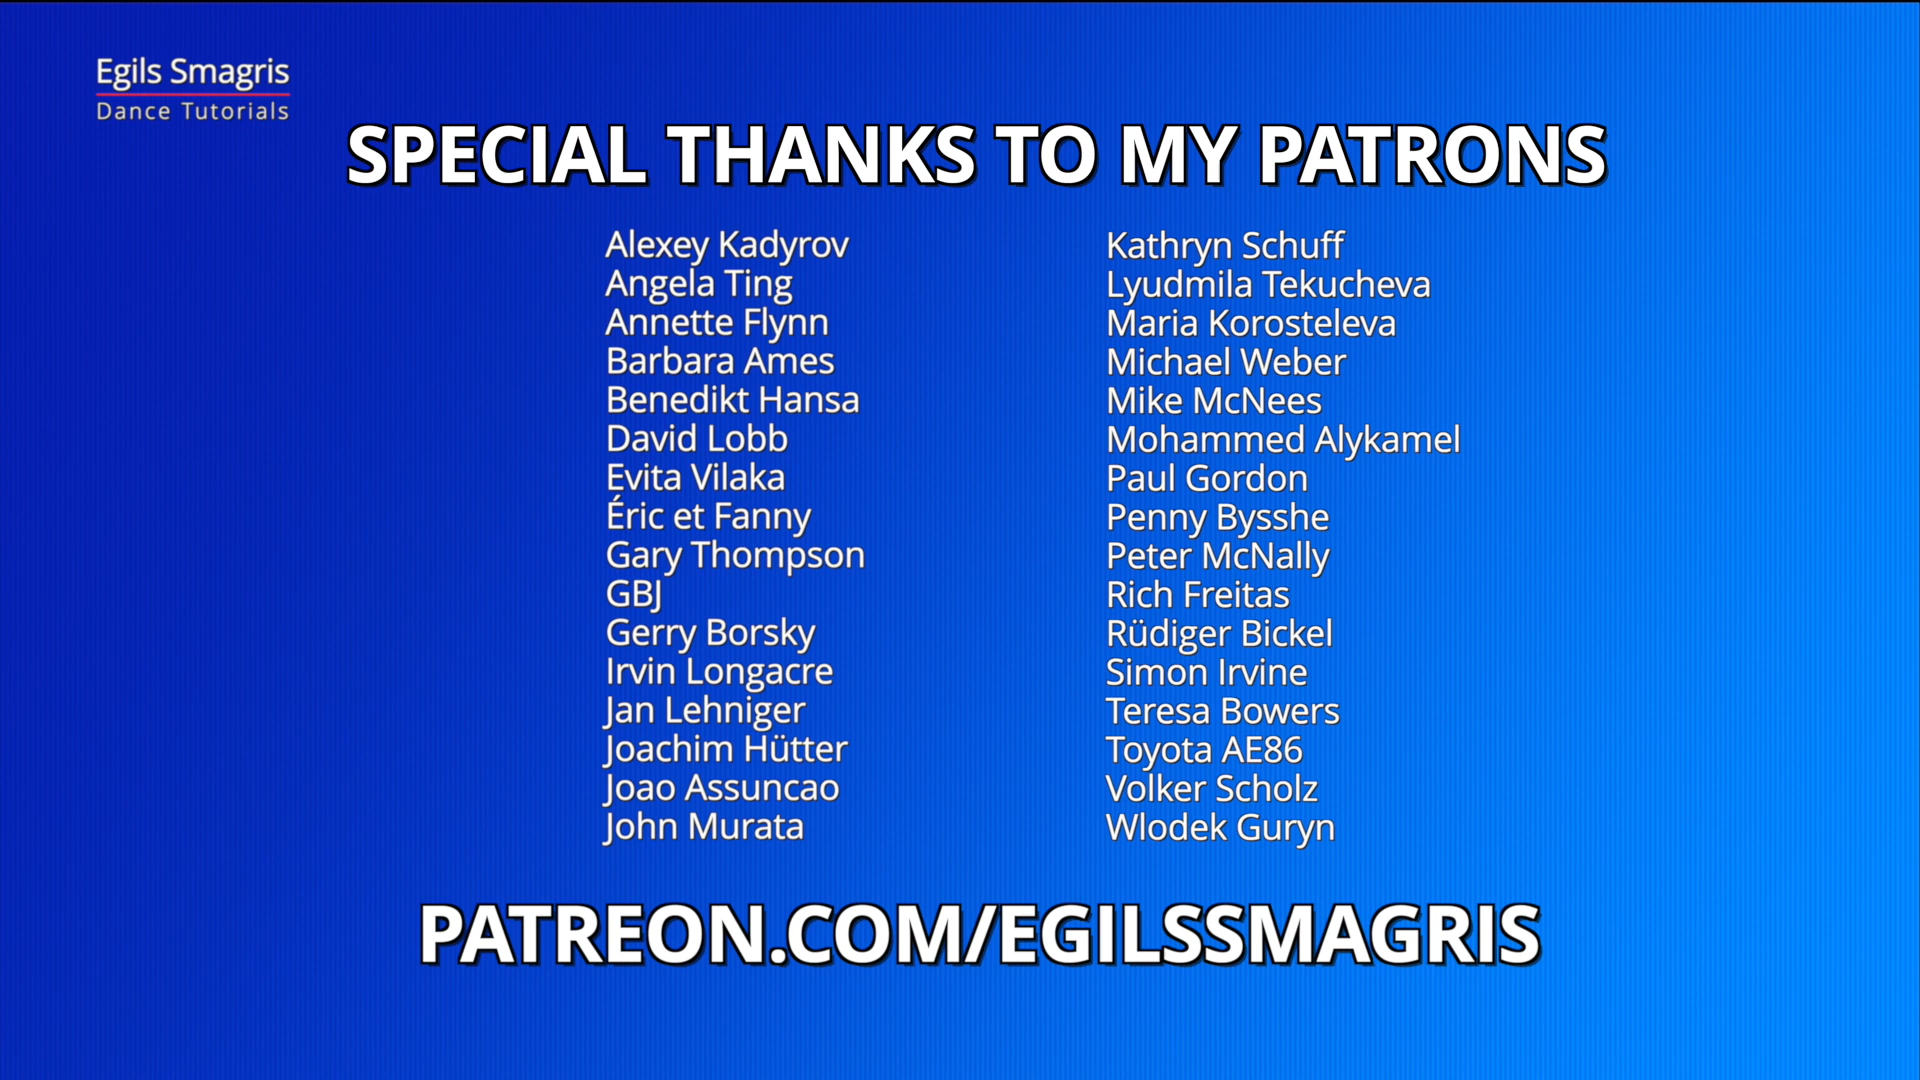 Egils Smagris
Dance Tutorials
SPECIAL THANKS TO MY PATRONS
Alexey Kadyrov
Angela Ting
Annette Flynn
Barbara Ames
Benedikt Hansa
David Lobb
Evita Vilaka
Éric et Fanny
Gary Thompson
GBJ
Gerry Borsky
Irvin Longacre
Jan Lehniger
Joachim Hütter
Joao Assuncao
John Murata
Kathryn Schuff
Lyudmila Tekucheva
Maria Korosteleva
Michael Weber
Mike McNees
Mohammed Alykamel
Paul Gordon
Penny Bysshe
Peter McNally
Rich Freitas
Rüdiger Bickel
Simon Irvine
Teresa Bowers
Toyota AE86
Volker Scholz
Wlodek Guryn
PATREON.COM/EGILSSMAGRIS